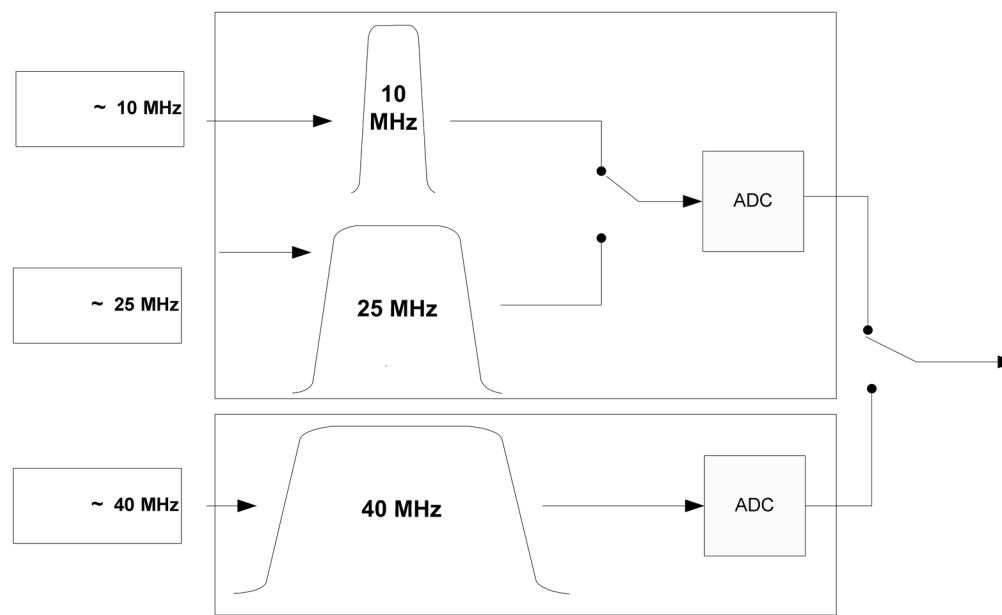 ~ 10 MHz
10
MHz
ADC
~ 25 MHz
25 MHz
~ 40 MHz
40 MHz
ADC